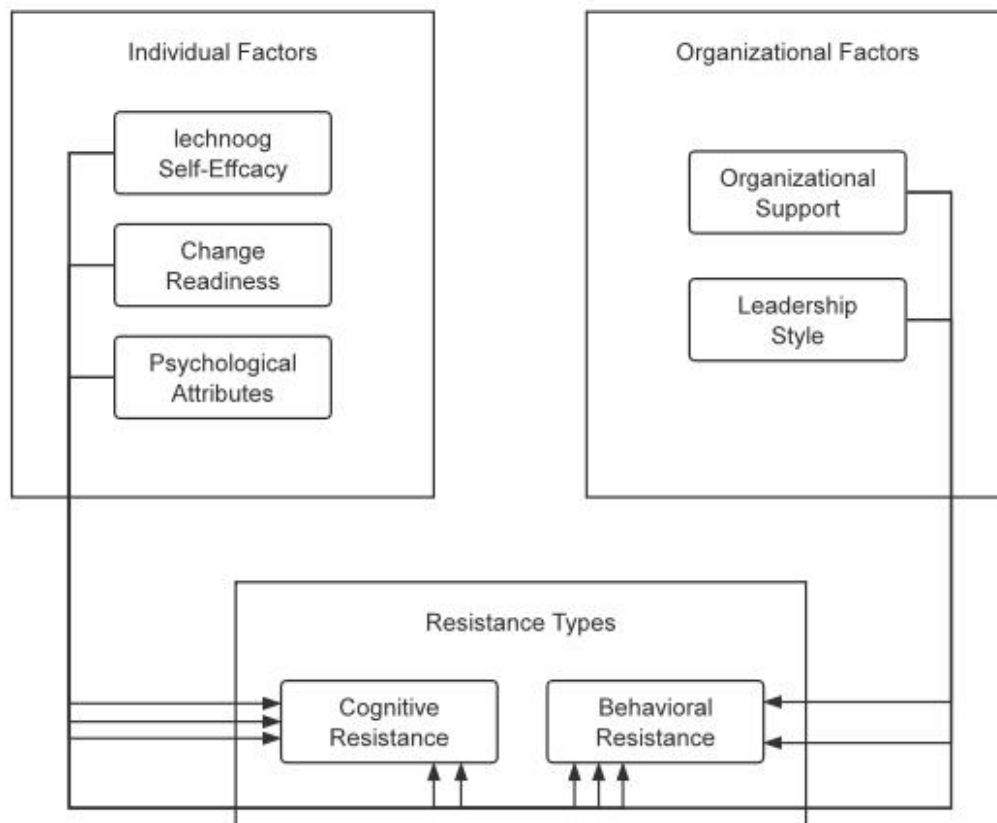 Individual Factors
lechnoog
Self-Effcacy
Change
Readiness
Psychological
Attributes
Organizational Factors
Organizational
Support
Leadership
Style
Resistance Types
Cognitive
Resistance
Behavioral
Resistance